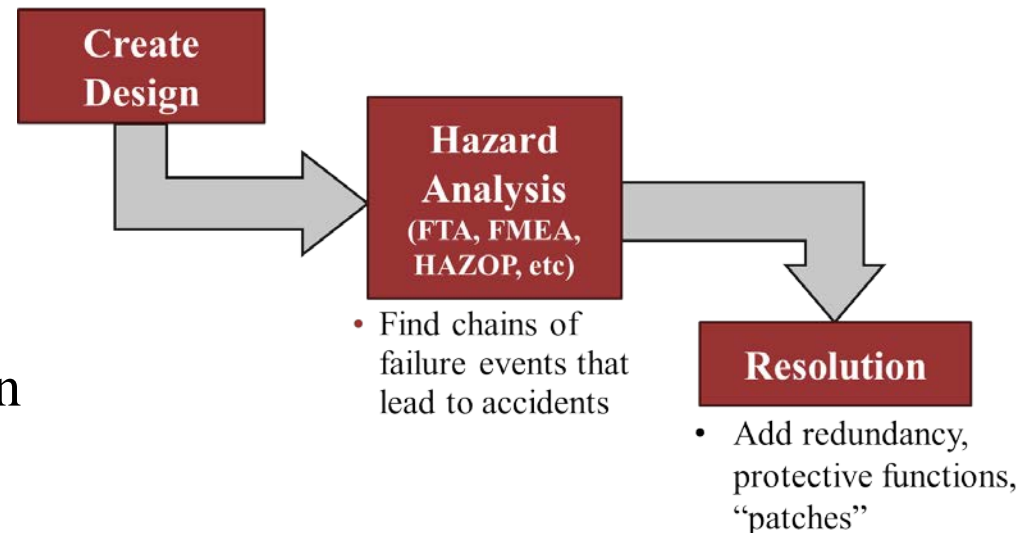 Create
Design
Hazard
Analysis
(FTA, FMEA,
HAZOP, etc)
• Find chains of
failure events that
lead to accidents
Resolution
• Add redundancy,
protective functions,
“patches”